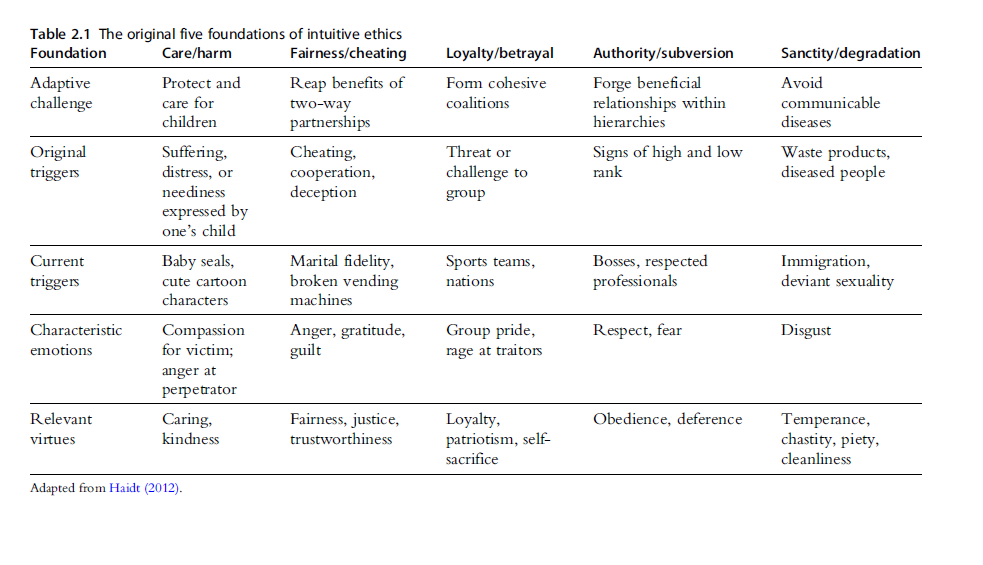 Table 2.1 The original five foundations of intuitive ethics
Foundation Care/harm Fairness/cheating Loyalty/betrayal Authority/subversion Sanctity/degradation
Adaptive Protect and Reap benefits of Form cohesive Forge beneficial Avoid
challenge care for two-way coalitions relationships within communicable
children partnerships hierarchies diseases
Original Suffering, Cheating, Threat or Signs of high and low Waste products,
triggers distress, or cooperation, challenge to rank diseased people
neediness deception group
expressed by
one's child
Current Baby seals, Marital fidelity, Sports teams, Bosses, respected Immigration,
triggers cute cartoon broken vending nations professionals deviant sexuality
characters machines
Characteristic Compassion Anger, gratitude, Group pride, Respect, fear Disgust
emotions for victim; guilt rage at traitors
anger at
perpetrator
Relevant Caring, Fairness, justice, Loyalty, Obedience, deference Temperance,
virtues kindness trustworthiness patriotism, self- chastity, piety,
sacrifice cleanliness
Adapted from Haidt (2012).